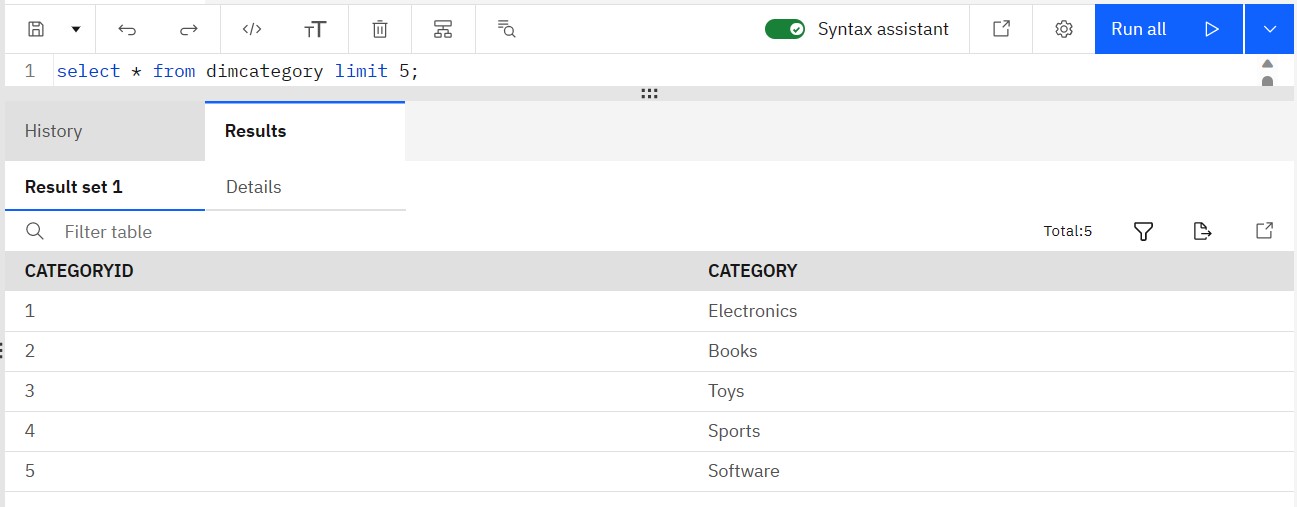 </> TT Syntax assistant Run all
1 select * from dimcategory limit 5;
History Results
Result set 1 Details
Filter table Total:5
CATEGORYID CATEGORY
1 Electronics
2 Books
3 Toys
4 Sports
5 Software